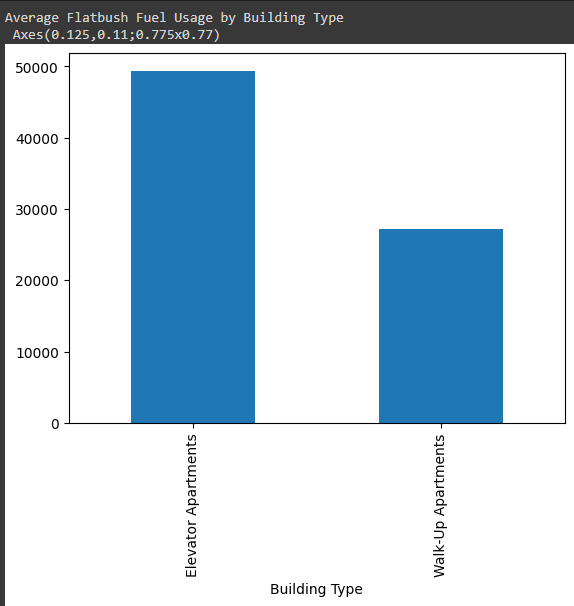 Average Flatbush Fuel Usage by Building Type
Axes(0.125,0.11;0.775x0.77)
50000
40000
30000
20000
10000
0
Elevator Apartments
Walk-Up Apartments
Building Type